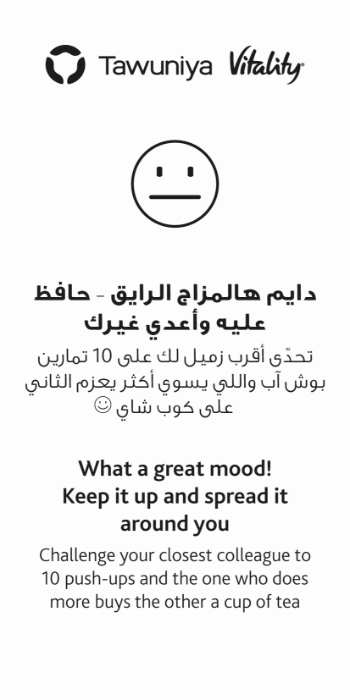 Tawuniya Vitality
دايم هالمزاج الرايق - حافظ
عليه وأعدي غيرك
تحدّى أقرب زميل لك على 10 تمارين
بوش آب واللي يسوي أكثر يعزم الثاني
على كوب شاي ☺
What a great mood!
Keep it up and spread it
around you
Challenge your closest colleague to
10 push-ups and the one who does
more buys the other a cup of tea